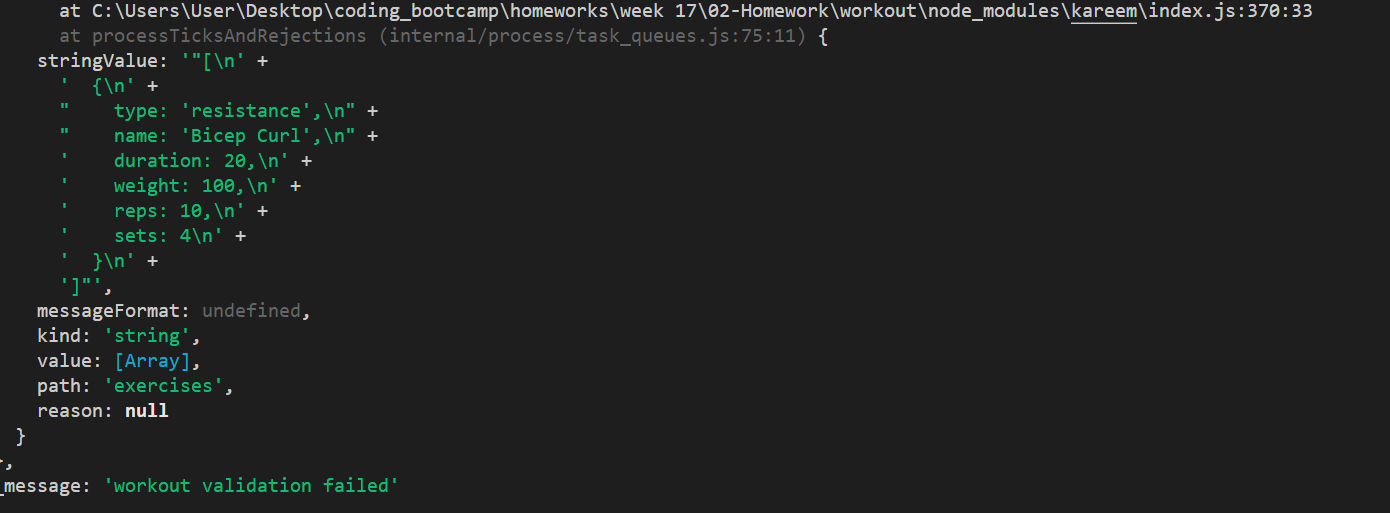 at C:\Users\User\Desktop\coding_bootcamp\homeworks\week 17\02-Homework\workout\node_modules\kareem\index.js:370:33
at processTicksAndRejections (internal/process/task_queues.js:75:11) {
stringValue: '"[\n' +
'  {\n' +
"    type: 'resistance',\n" +
"    name: 'Bicep Curl',\n" +
'    duration: 20,\n' +
'    weight: 100,\n' +
'    reps: 10,\n' +
'    sets: 4\n' +
'  }\n' +
']"',
messageFormat: undefined,
kind: 'string',
value: [Array],
path: 'exercises',
reason: null
}
},
_message: 'workout validation failed'